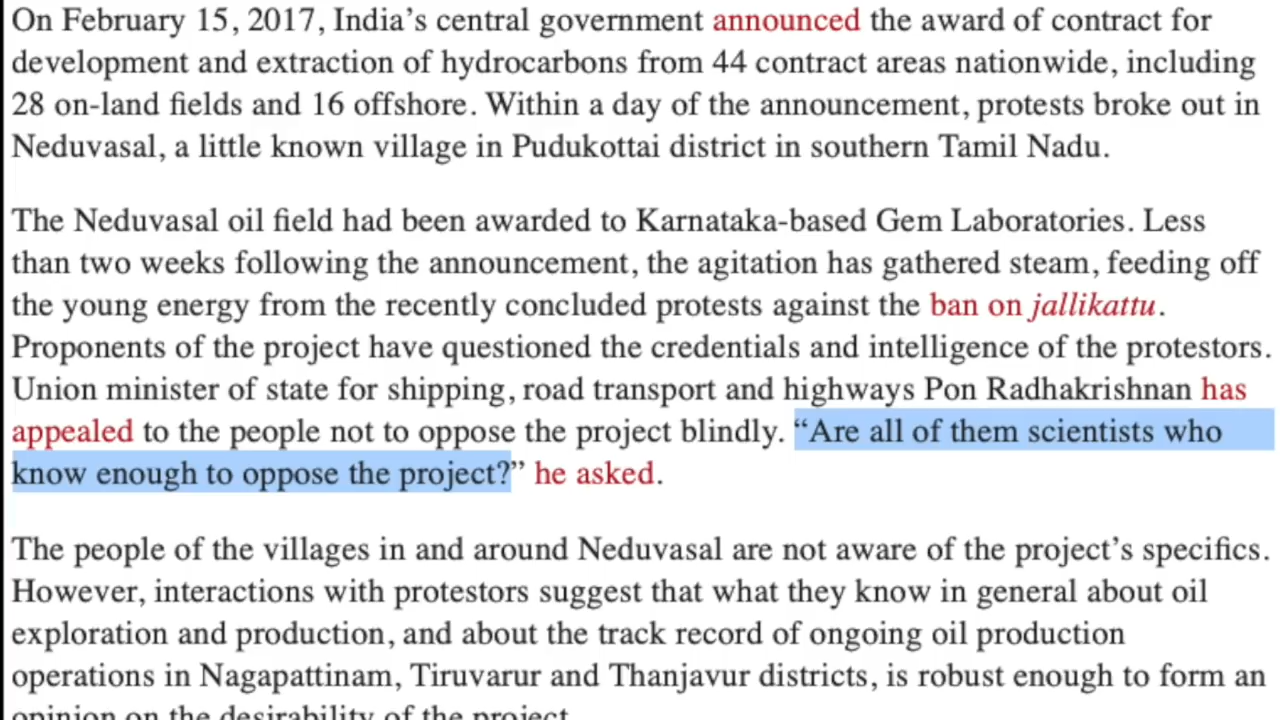 On February 15, 2017, India’s central government announced the award of contract for
development and extraction of hydrocarbons from 44 contract areas nationwide, including
28 on-land fields and 16 offshore. Within a day of the announcement, protests broke out in
Neduvasal, a little known village in Pudukottai district in southern Tamil Nadu.
The Neduvasal oil field had been awarded to Karnataka-based Gem Laboratories. Less
than two weeks following the announcement, the agitation has gathered steam, feeding off
the young energy from the recently concluded protests against the ban on jallikattu.
Proponents of the project have questioned the credentials and intelligence of the protestors.
Union minister of state for shipping, road transport and highways Pon Radhakrishnan has
appealed to the people not to oppose the project blindly. “Are all of them scientists who
know enough to oppose the project?” he asked.
The people of the villages in and around Neduvasal are not aware of the project’s specifics.
However, interactions with protestors suggest that what they know in general about oil
exploration and production, and about the track record of ongoing oil production
operations in Nagapattinam, Tiruvarur and Thanjavur districts, is robust enough to form an
opinion on the desirability of the project.